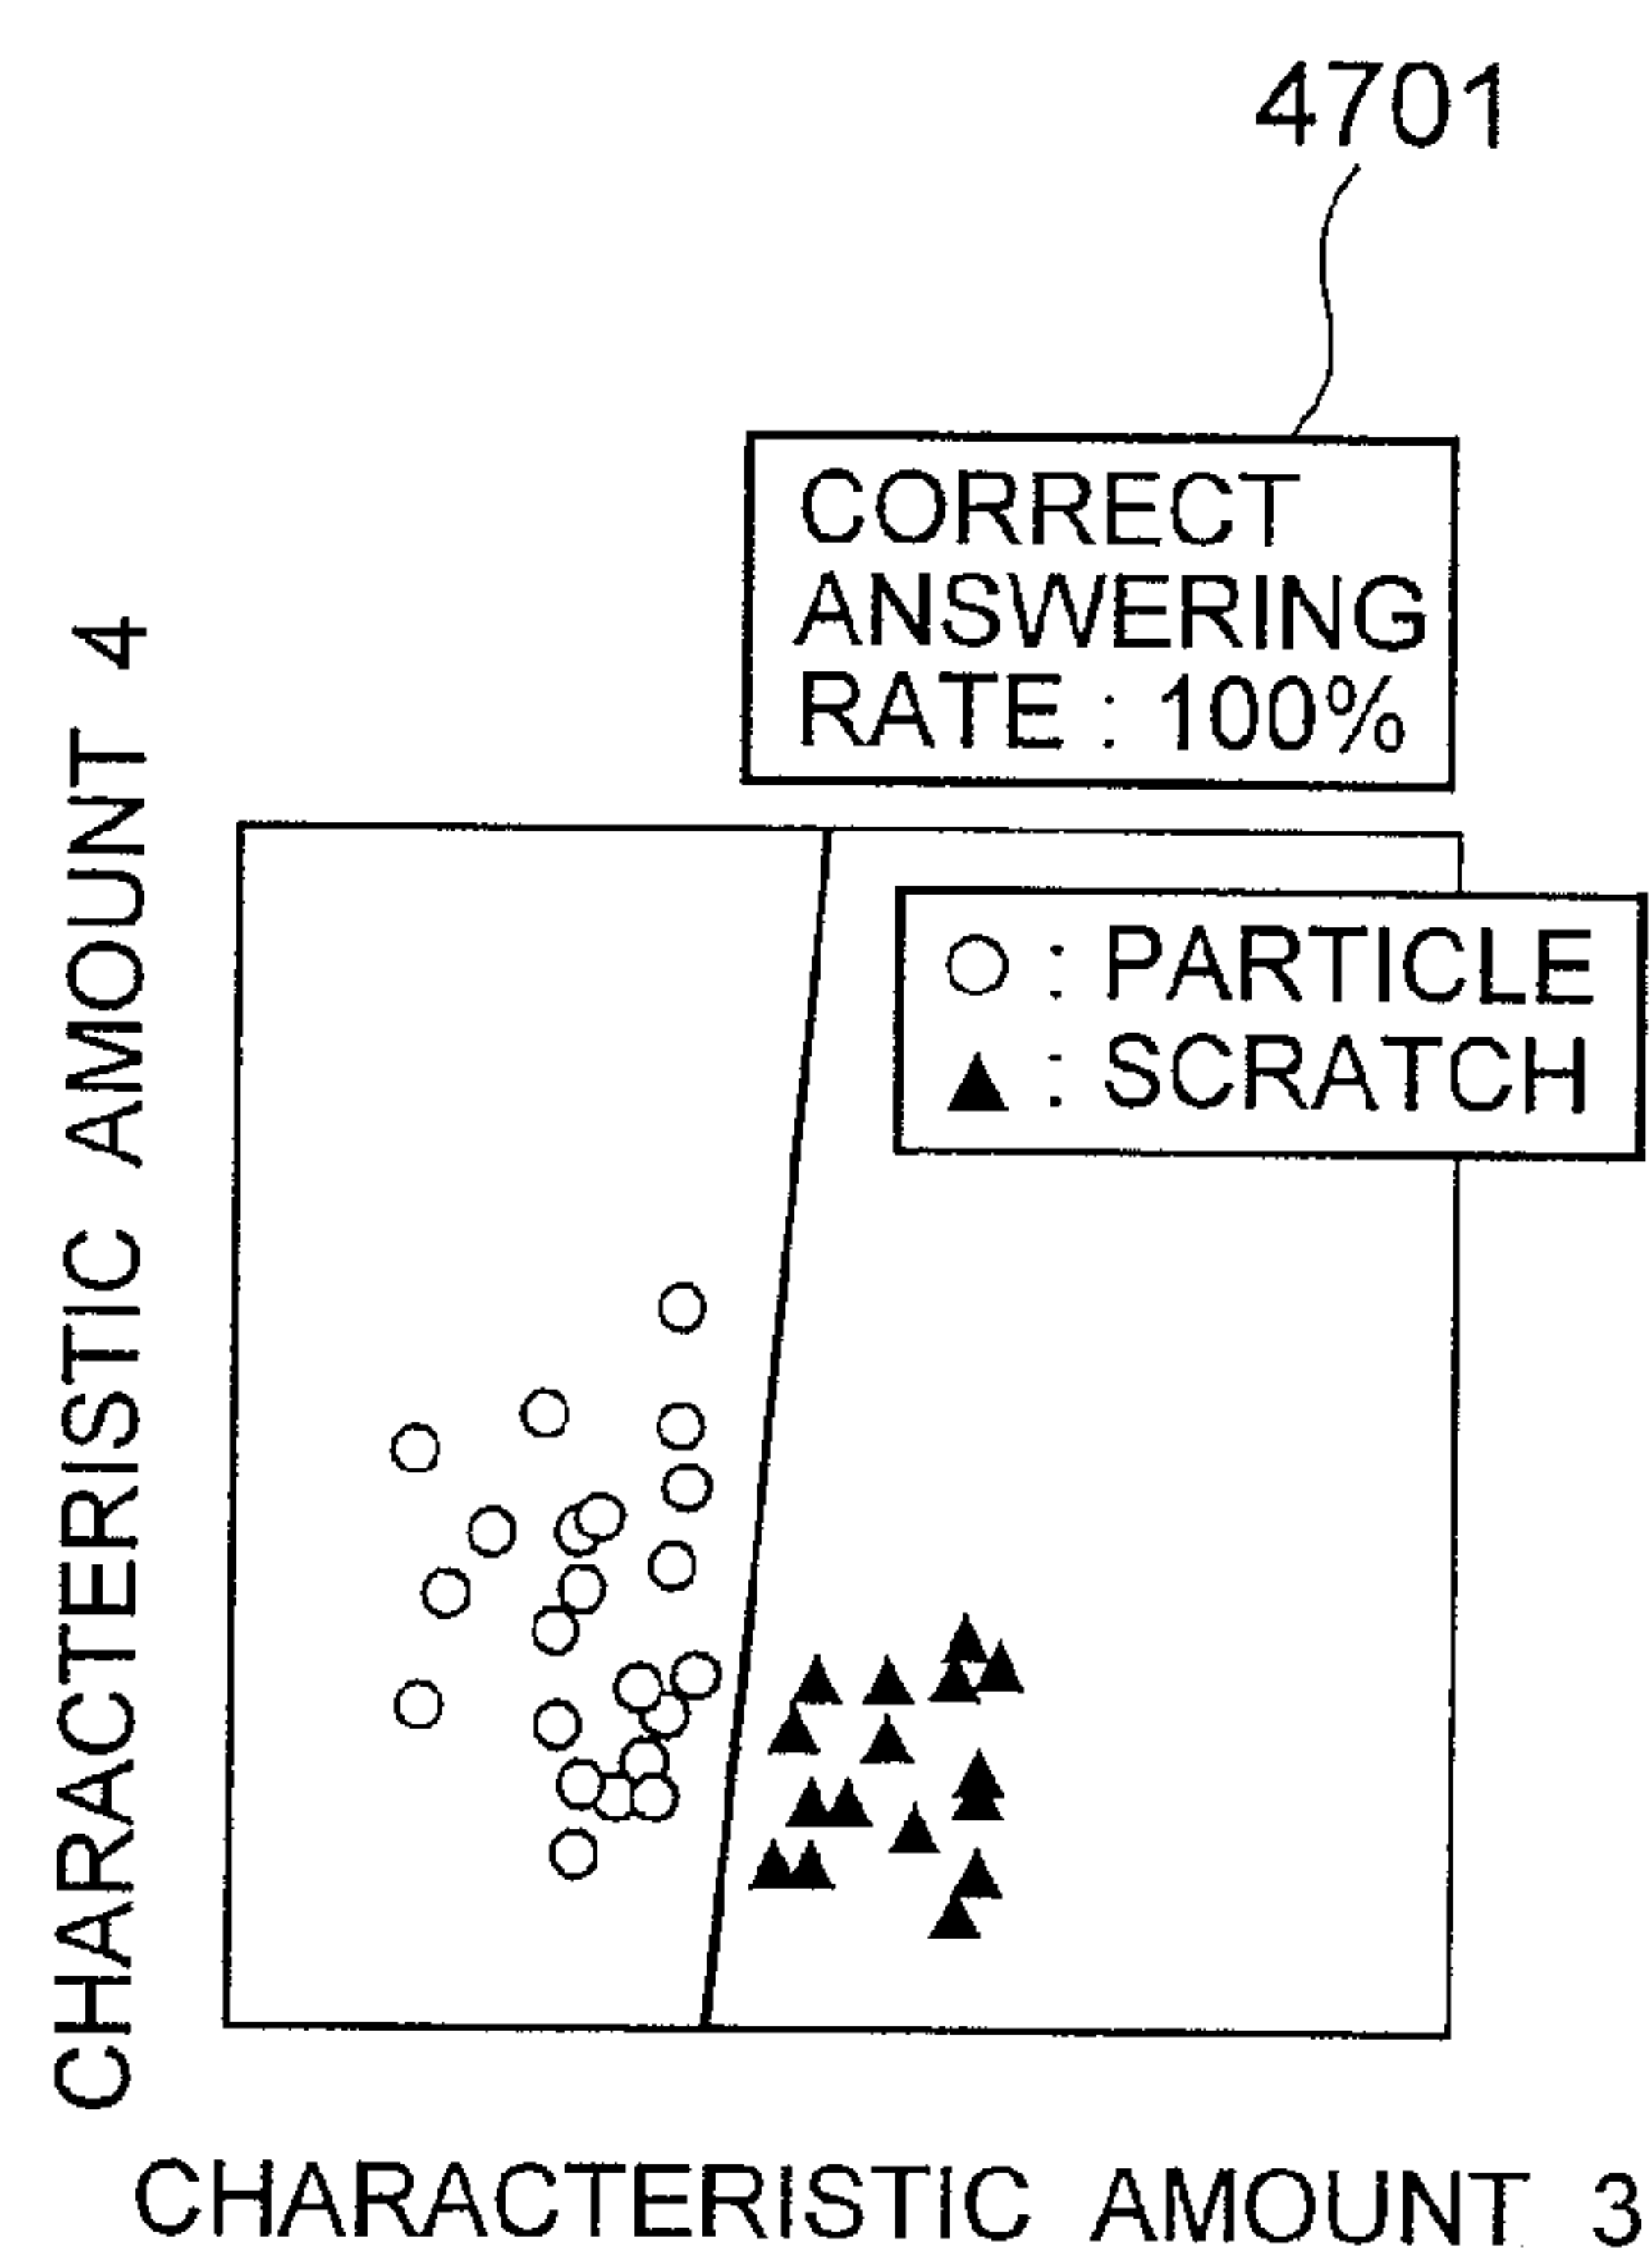 4701
CORRECT
ANSWERING
RATE : 100%
CHARACTERISTIC AMOUNT 4
○ : PARTICLE
▲ : SCRATCH
CHARACTERISTIC AMOUNT 3